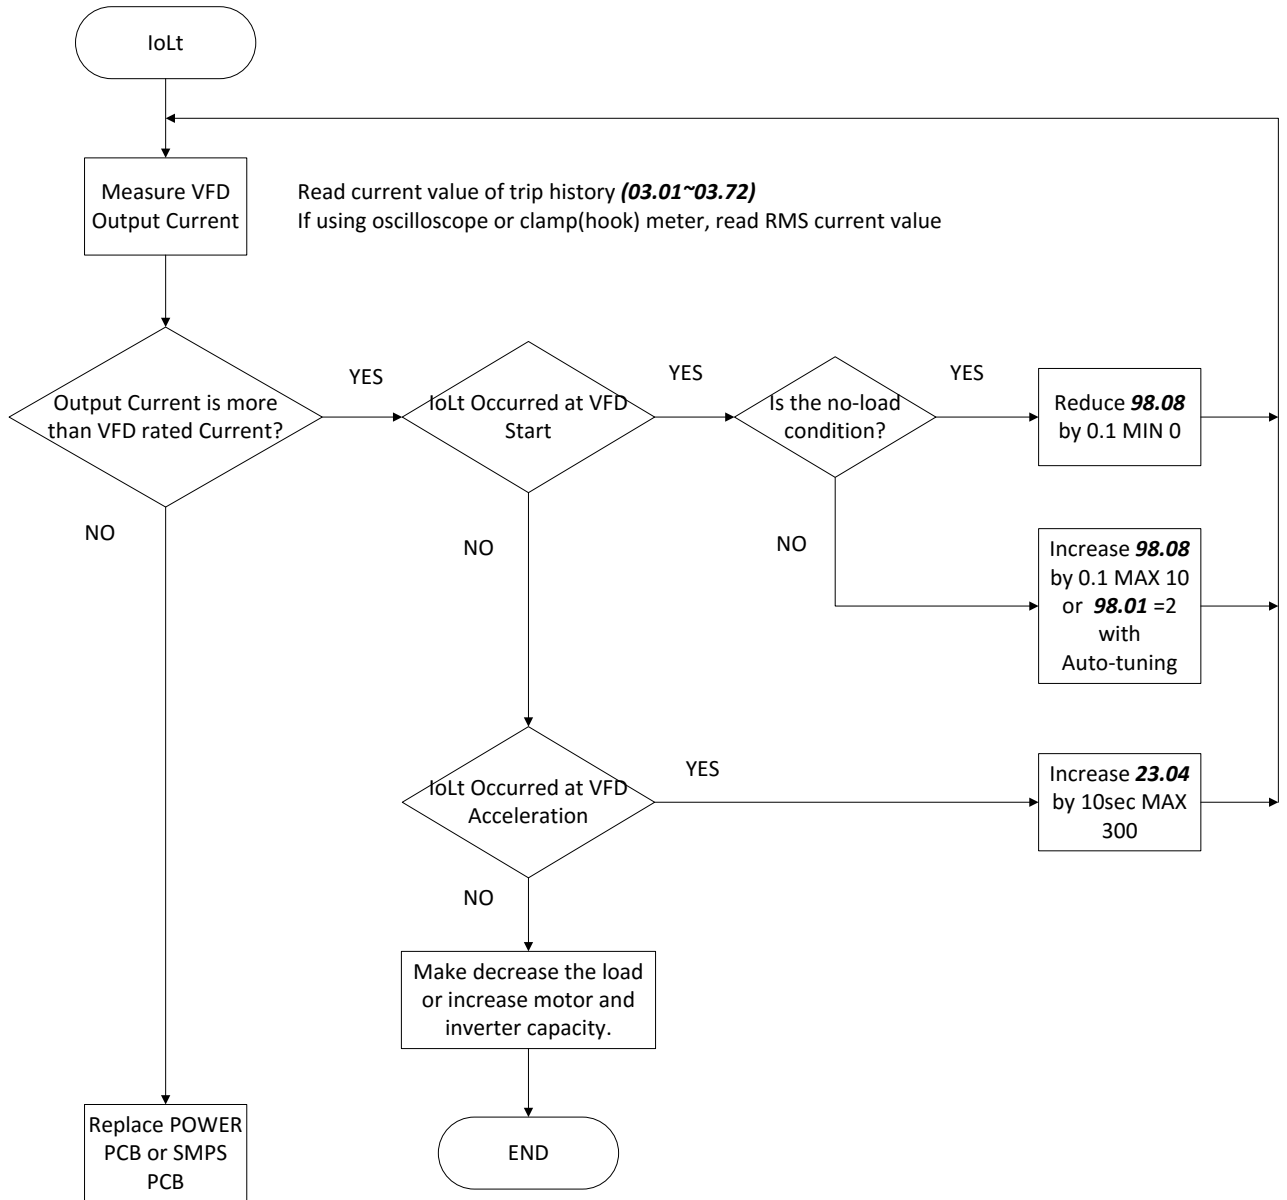 IoLt
Measure VFD
Output Current
Read current value of trip history (03.01~03.72)
If using oscilloscope or clamp(hook) meter, read RMS current value
Output Current is more
than VFD rated Current?
YES
IoLt Occurred at VFD
Start
YES
Is the no-load
condition?
YES
Reduce 98.08
by 0.1 MIN 0
NO
NO
NO
Increase 98.08
by 0.1 MAX 10
or 98.01 =2
with
Auto-tuning
IoLt Occurred at VFD
Acceleration
YES
Increase 23.04
by 10sec MAX
300
NO
Make decrease the load
or increase motor and
inverter capacity.
Replace POWER
PCB or SMPS
PCB
END